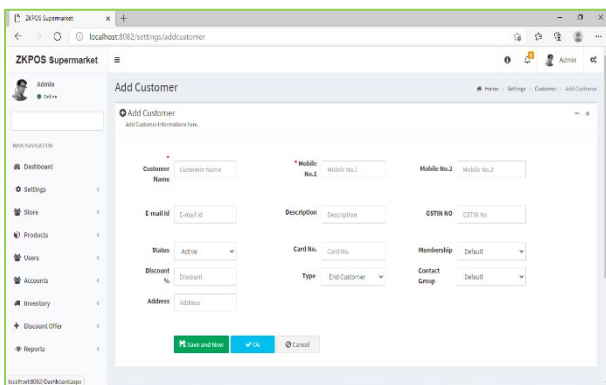 ZKPOS Supermarket
localhost:8082/settings/addcustomer
ZKPOS Supermarket
Admin
Admin
Online
Add Customer
Home
Settings
Customer
Add Customer
Add Customer
Add Customer Informations here.
MAIN NAVIGATION
Dashboard
Settings
Store
Products
Users
Accounts
Inventory
Discount Offer
Reports
*
Customer Name
Customer Name
* Mobile No.1
Mobile No.1
Mobile No.2
Mobile No.2
E-mail Id
E-mail Id
Description
Description
GSTIN NO
GSTIN No
Status
Active
Card No.
Card No.
Membership
Default
Discount %
Discount
Type
End Customer
Contact Group
Default
Address
Address
Save and New
Ok
Cancel
localhost:8082/Dashboard.aspx